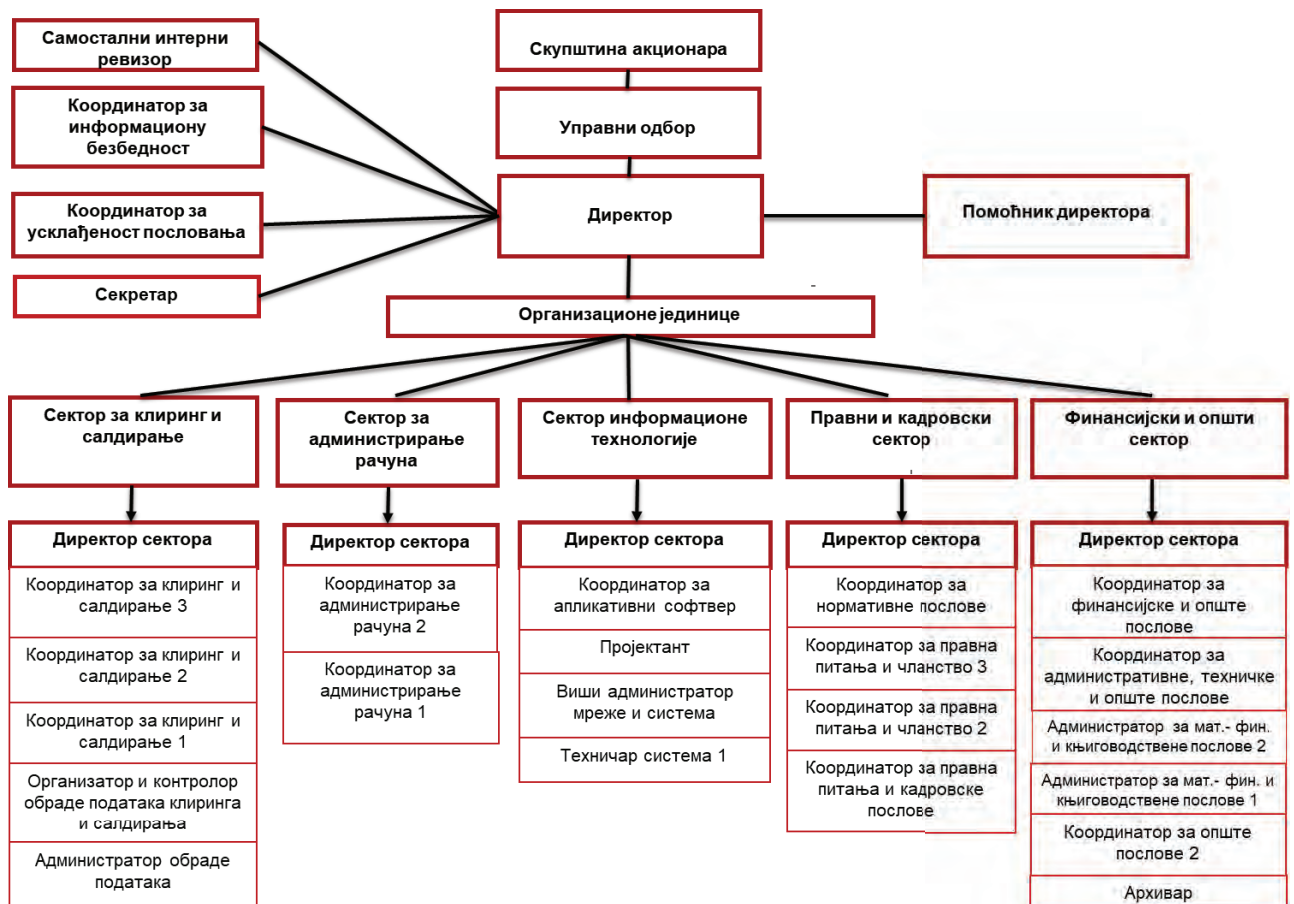 Самостални интерни
ревизор
Скупштина акционара
Координатор за
информациону
безбедност
Управни одбор
Координатор за
усклађеност пословања
Директор
Помоћник директора
Секретар
Организационе јединице
Сектор за клиринг и
салдирање
Сектор за
администрирање
рачуна
Сектор информационе
технологије
Правни и кадровски
сектор
Финансијски и општи
сектор
Директор сектора
Координатор за клиринг и
салдирање 3
Координатор за клиринг и
салдирање 2
Координатор за клиринг и
салдирање 1
Организатор и контролор
обраде података клиринга
и салдирања
Администратор обраде
података
Директор сектора
Координатор за
администрирање
рачуна 2
Координатор за
администрирање
рачуна 1
Директор сектора
Координатор за
апликативни софтвер
Пројектант
Виши администратор
мреже и система
Техничар система 1
Директор сектора
Координатор за
нормативне послове
Координатор за правна
питања и чланство 3
Координатор за правна
питања и чланство 2
Координатор за правна
питања и кадровске
послове
Директор сектора
Координатор за
финансијске и опште
послове
Координатор за
административне, техничке
и опште послове
Администратор за мат.- фин.
и књиговодствене послове 2
Администратор за мат.- фин. и
књиговодствене послове 1
Координатор за опште
послове 2
Архивар